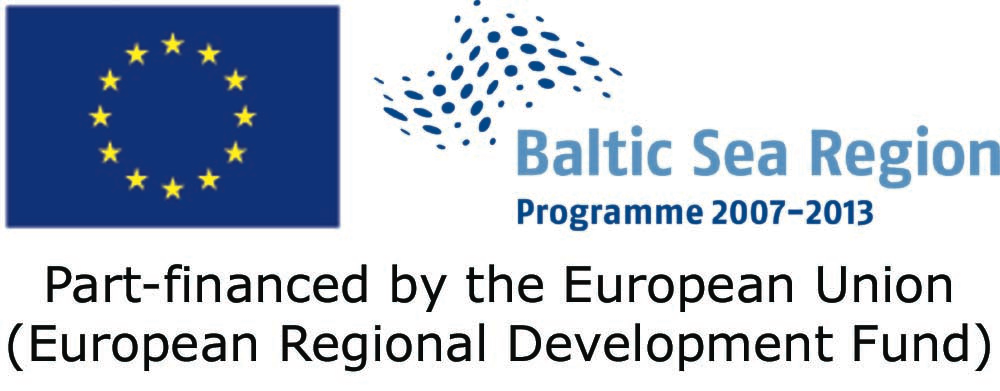 Baltic Sea Region
Programme 2007–2013
Part-financed by the European Union
(European Regional Development Fund)